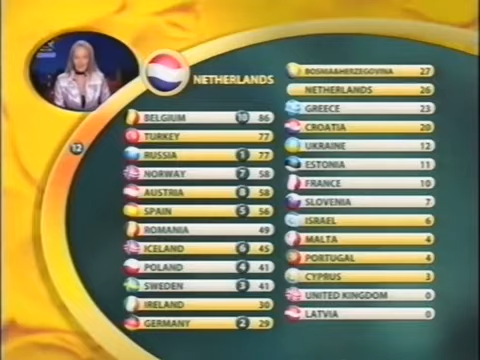 NETHERLANDS
12
BELGIUM 10 86
TURKEY 77
RUSSIA 1 77
NORWAY 7 58
AUSTRIA 8 58
SPAIN 5 56
ROMANIA 49
ICELAND 6 45
POLAND 4 41
SWEDEN 3 41
IRELAND 30
GERMANY 2 29
BOSNIA&HERZEGOVINA 27
NETHERLANDS 26
GREECE 23
CROATIA 20
UKRAINE 12
ESTONIA 11
FRANCE 10
SLOVENIA 7
ISRAEL 6
MALTA 4
PORTUGAL 4
CYPRUS 3
UNITED KINGDOM 0
LATVIA 0